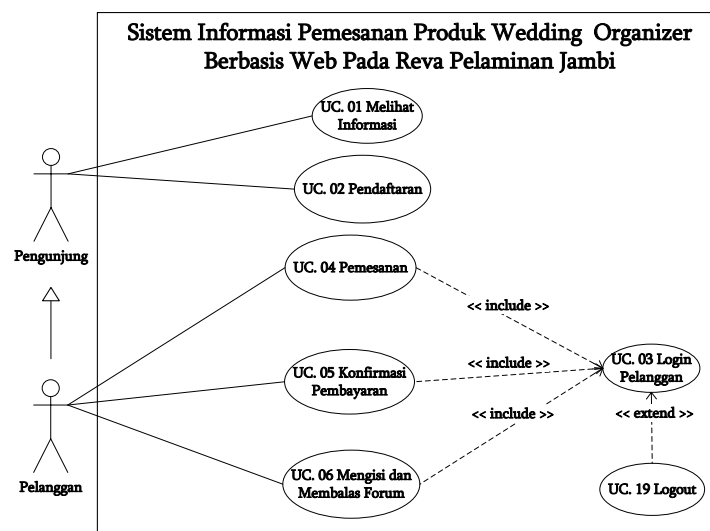 Sistem Informasi Pemesanan Produk Wedding Organizer
Berbasis Web Pada Reva Pelaminan Jambi
UC. 01 Melihat
Informasi
UC. 02 Pendaftaran
Pengunjung
UC. 04 Pemesanan
<< include >>
UC. 03 Login
Pelanggan
UC. 05 Konfirmasi
Pembayaran
<< include >>
<< include >>
<< extend >>
Pelanggan
UC. 06 Mengisi dan
Membalas Forum
UC. 19 Logout